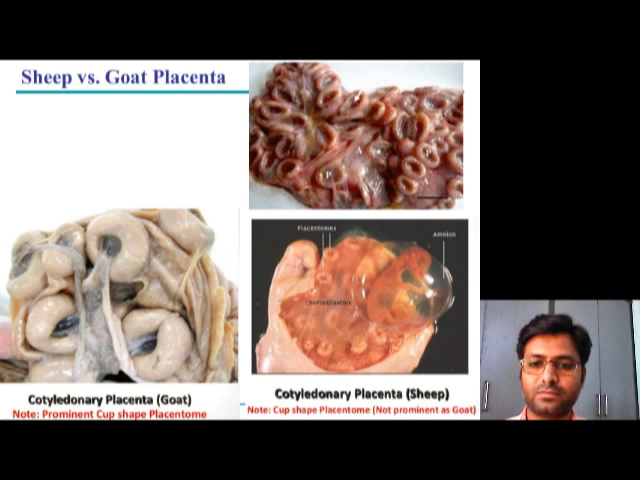 Sheep vs. Goat Placenta
Placentomes
Amnion
Chorioallantois
Cotyledonary Placenta (Goat)
Note: Prominent Cup shape Placentome
Cotyledonary Placenta (Sheep)
Note: Cup shape Placentome (Not prominent as Goat)